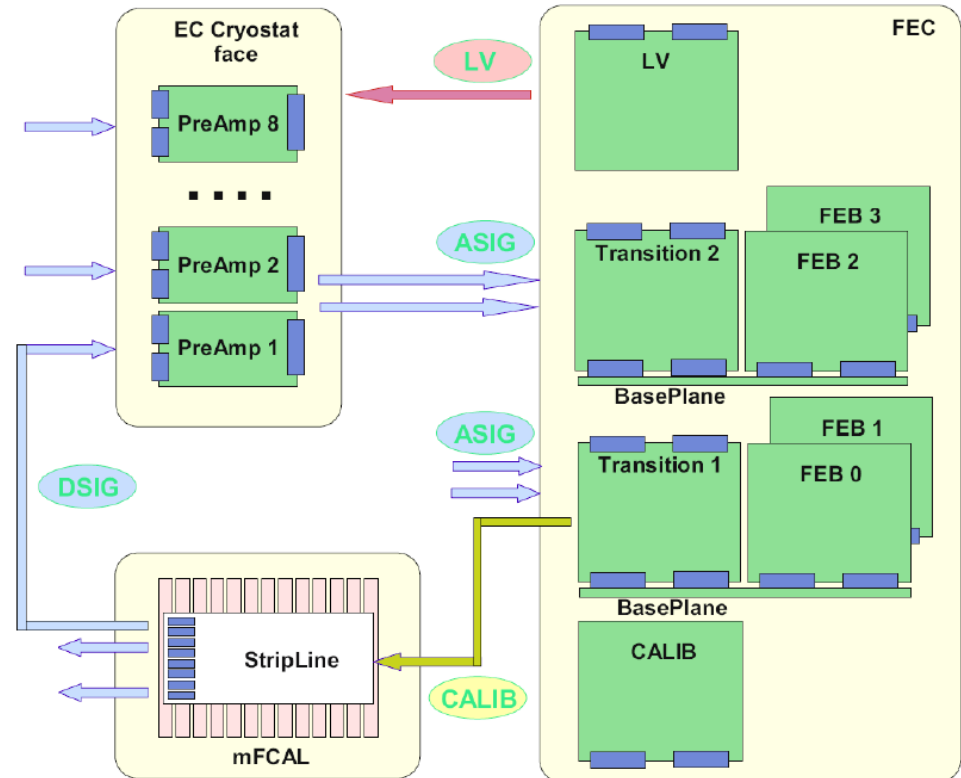 EC Cryostat
face
PreAmp 8
PreAmp 2
PreAmp 1
LV
ASIG
ASIG
DSIG
CALIB
StripLine
mFCAL
FEC
LV
Transition 2
FEB 3
FEB 2
BasePlane
Transition 1
FEB 1
FEB 0
BasePlane
CALIB